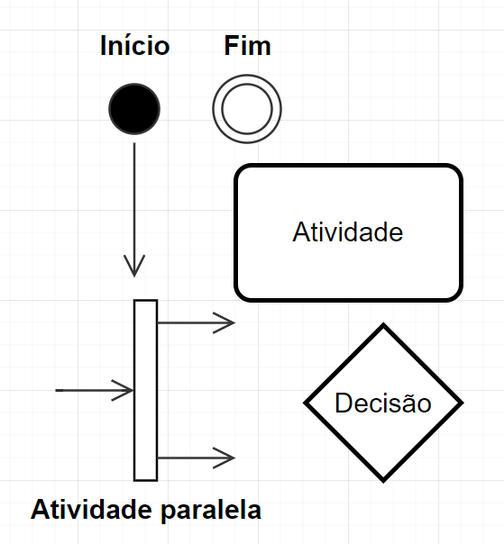 Início
Fim
Atividade
Decisão
Atividade paralela